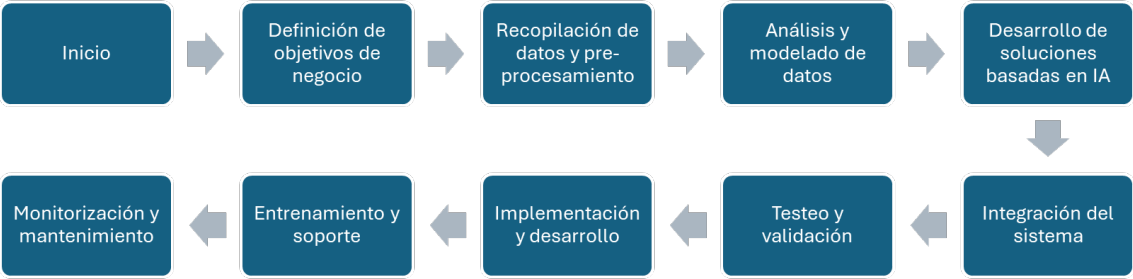 Inicio
Definición de
objetivos de
negocio
Recopilación de
datos y pre-
procesamiento
Análisis y
modelado de
datos
Desarrollo de
soluciones
basadas en IA
Integración del
sistema
Testeo y
validación
Implementación
y desarrollo
Entrenamiento y
soporte
Monitorización y
mantenimiento